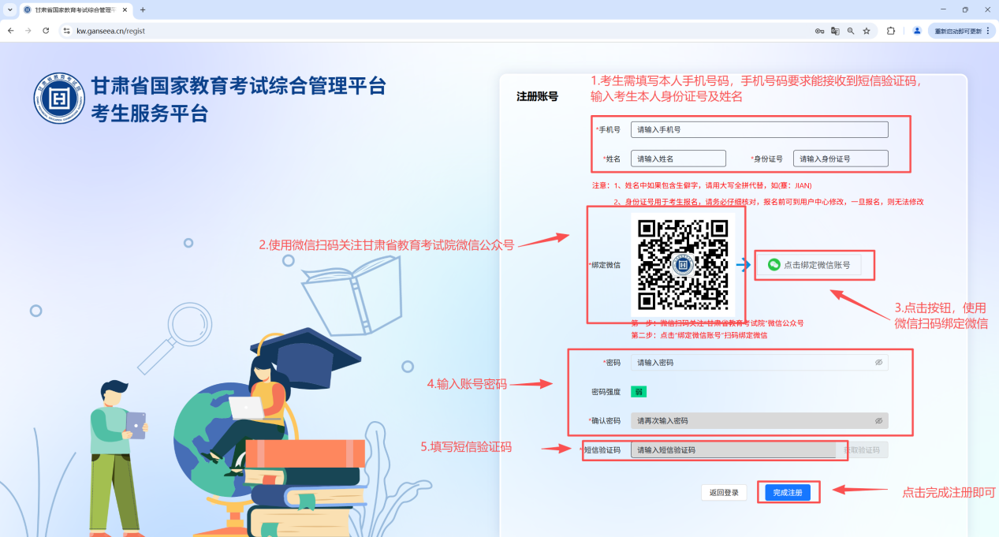 甘肃省国家教育考试综合管理平
kw.ganseea.cn/regist
重新启动即可更新
甘肃省国家教育考试综合管理平台
考生服务平台
注册账号
1.考生需填写本人手机号码，手机号码要求能接收到短信验证码，
输入考生本人身份证号及姓名
*手机号 请输入手机号
*姓名 请输入姓名 *身份证号 请输入身份证号
注意：1、姓名中如果包含生僻字，请用大写全拼代替，如(蹇：JIAN)
2、身份证号用于考生报名，请务必仔细核对，报名前可到用户中心修改，一旦报名，则无法修改
2.使用微信扫码关注甘肃省教育考试院微信公众号
*绑定微信
点击绑定微信账号
3.点击按钮，使用
微信扫码绑定微信
第一步：微信扫码关注"甘肃省教育考试院"微信公众号
第二步：点击"绑定微信账号"扫码绑定微信
*密码 请输入密码
4.输入账号密码
密码强度 弱
*确认密码 请再次输入密码
5.填写短信验证码
*短信验证码 请输入短信验证码 获取验证码
返回登录 完成注册
点击完成注册即可